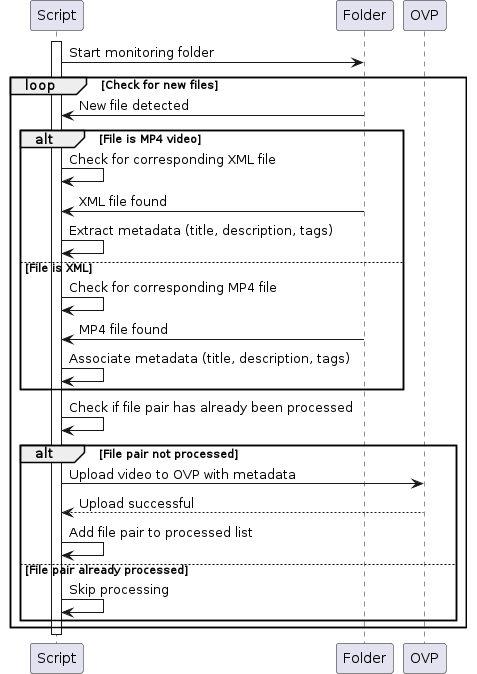 Script Folder OVP
Start monitoring folder
loop [Check for new files]
New file detected
alt [File is MP4 video]
Check for corresponding XML file
XML file found
Extract metadata (title, description, tags)
[File is XML]
Check for corresponding MP4 file
MP4 file found
Associate metadata (title, description, tags)
Check if file pair has already been processed
alt [File pair not processed]
Upload video to OVP with metadata
Upload successful
Add file pair to processed list
[File pair already processed]
Skip processing
Script Folder OVP